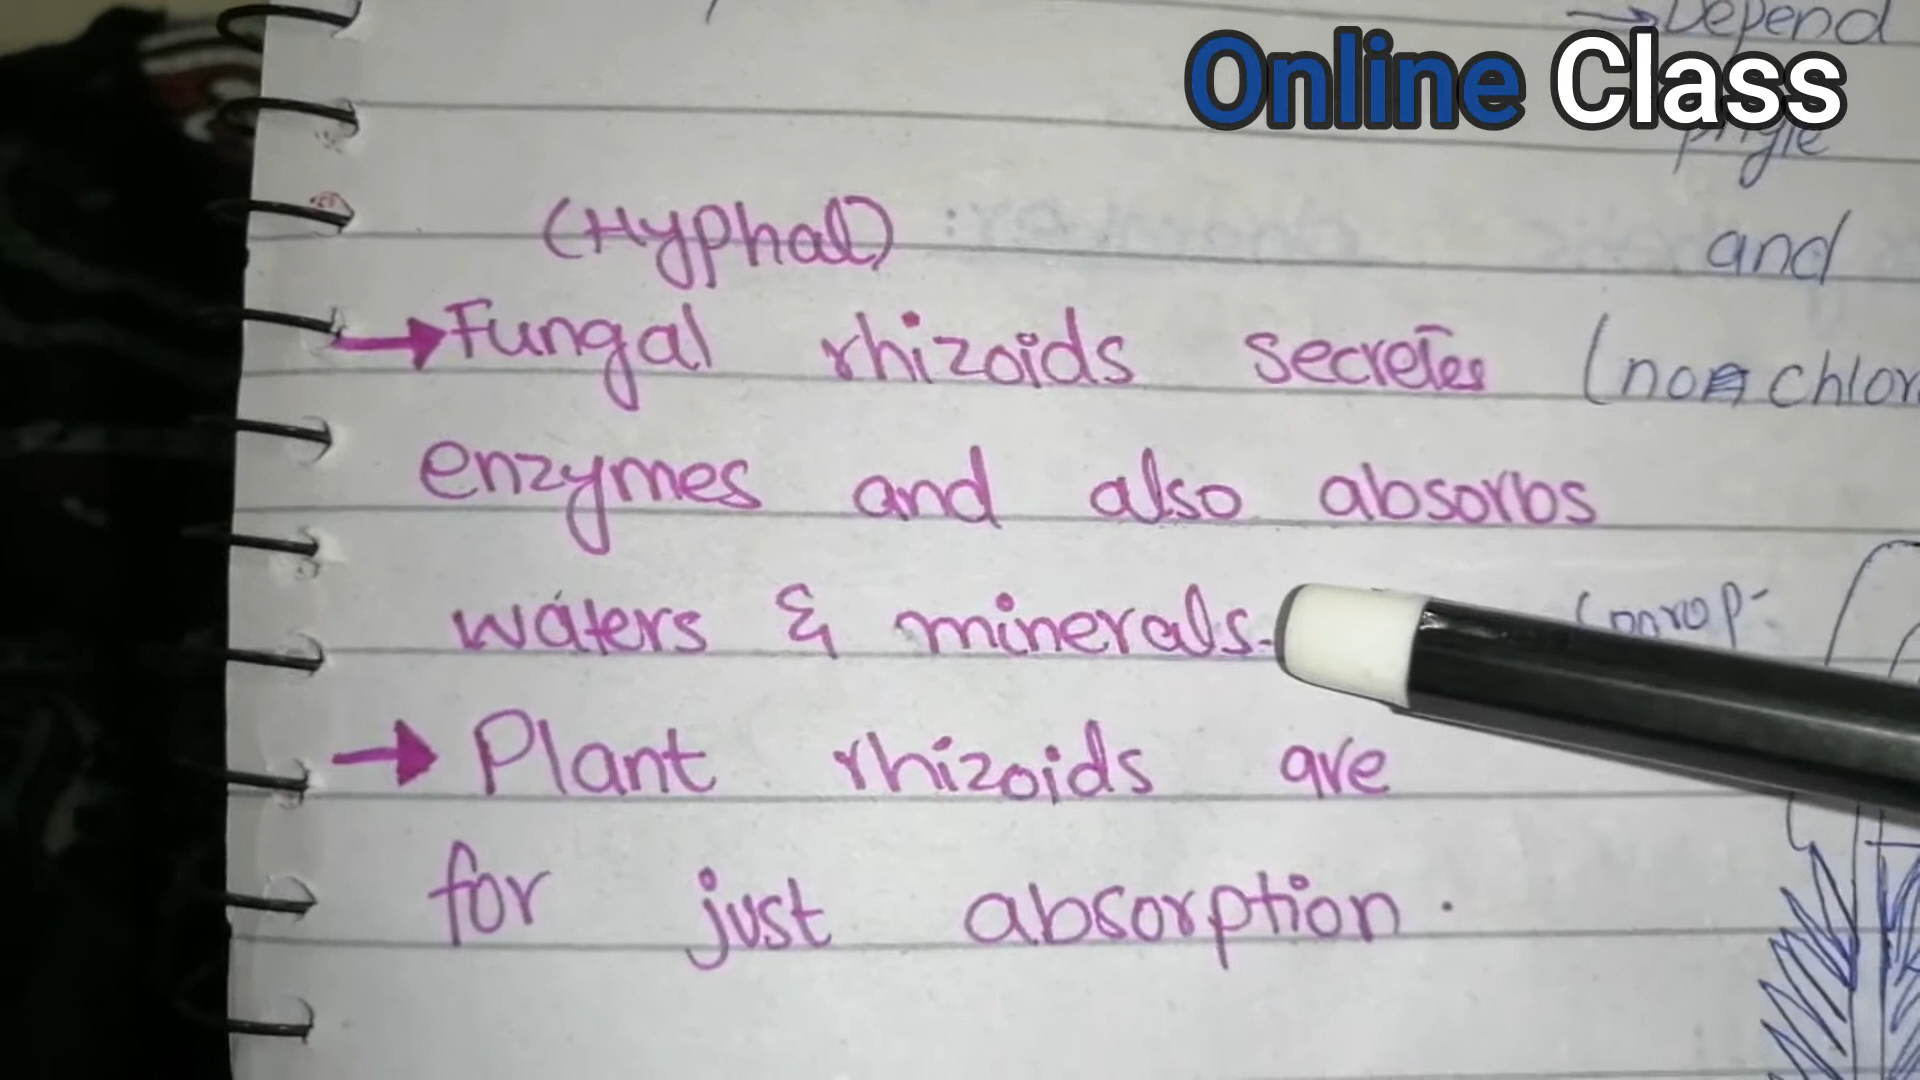 Depend
Online Class
and
(Hyphal)
→Fungal rhizoids secretes
(non chlor
enzymes and also absorbs
waters & minerals.
→ Plant rhizoids are
for just absorption.